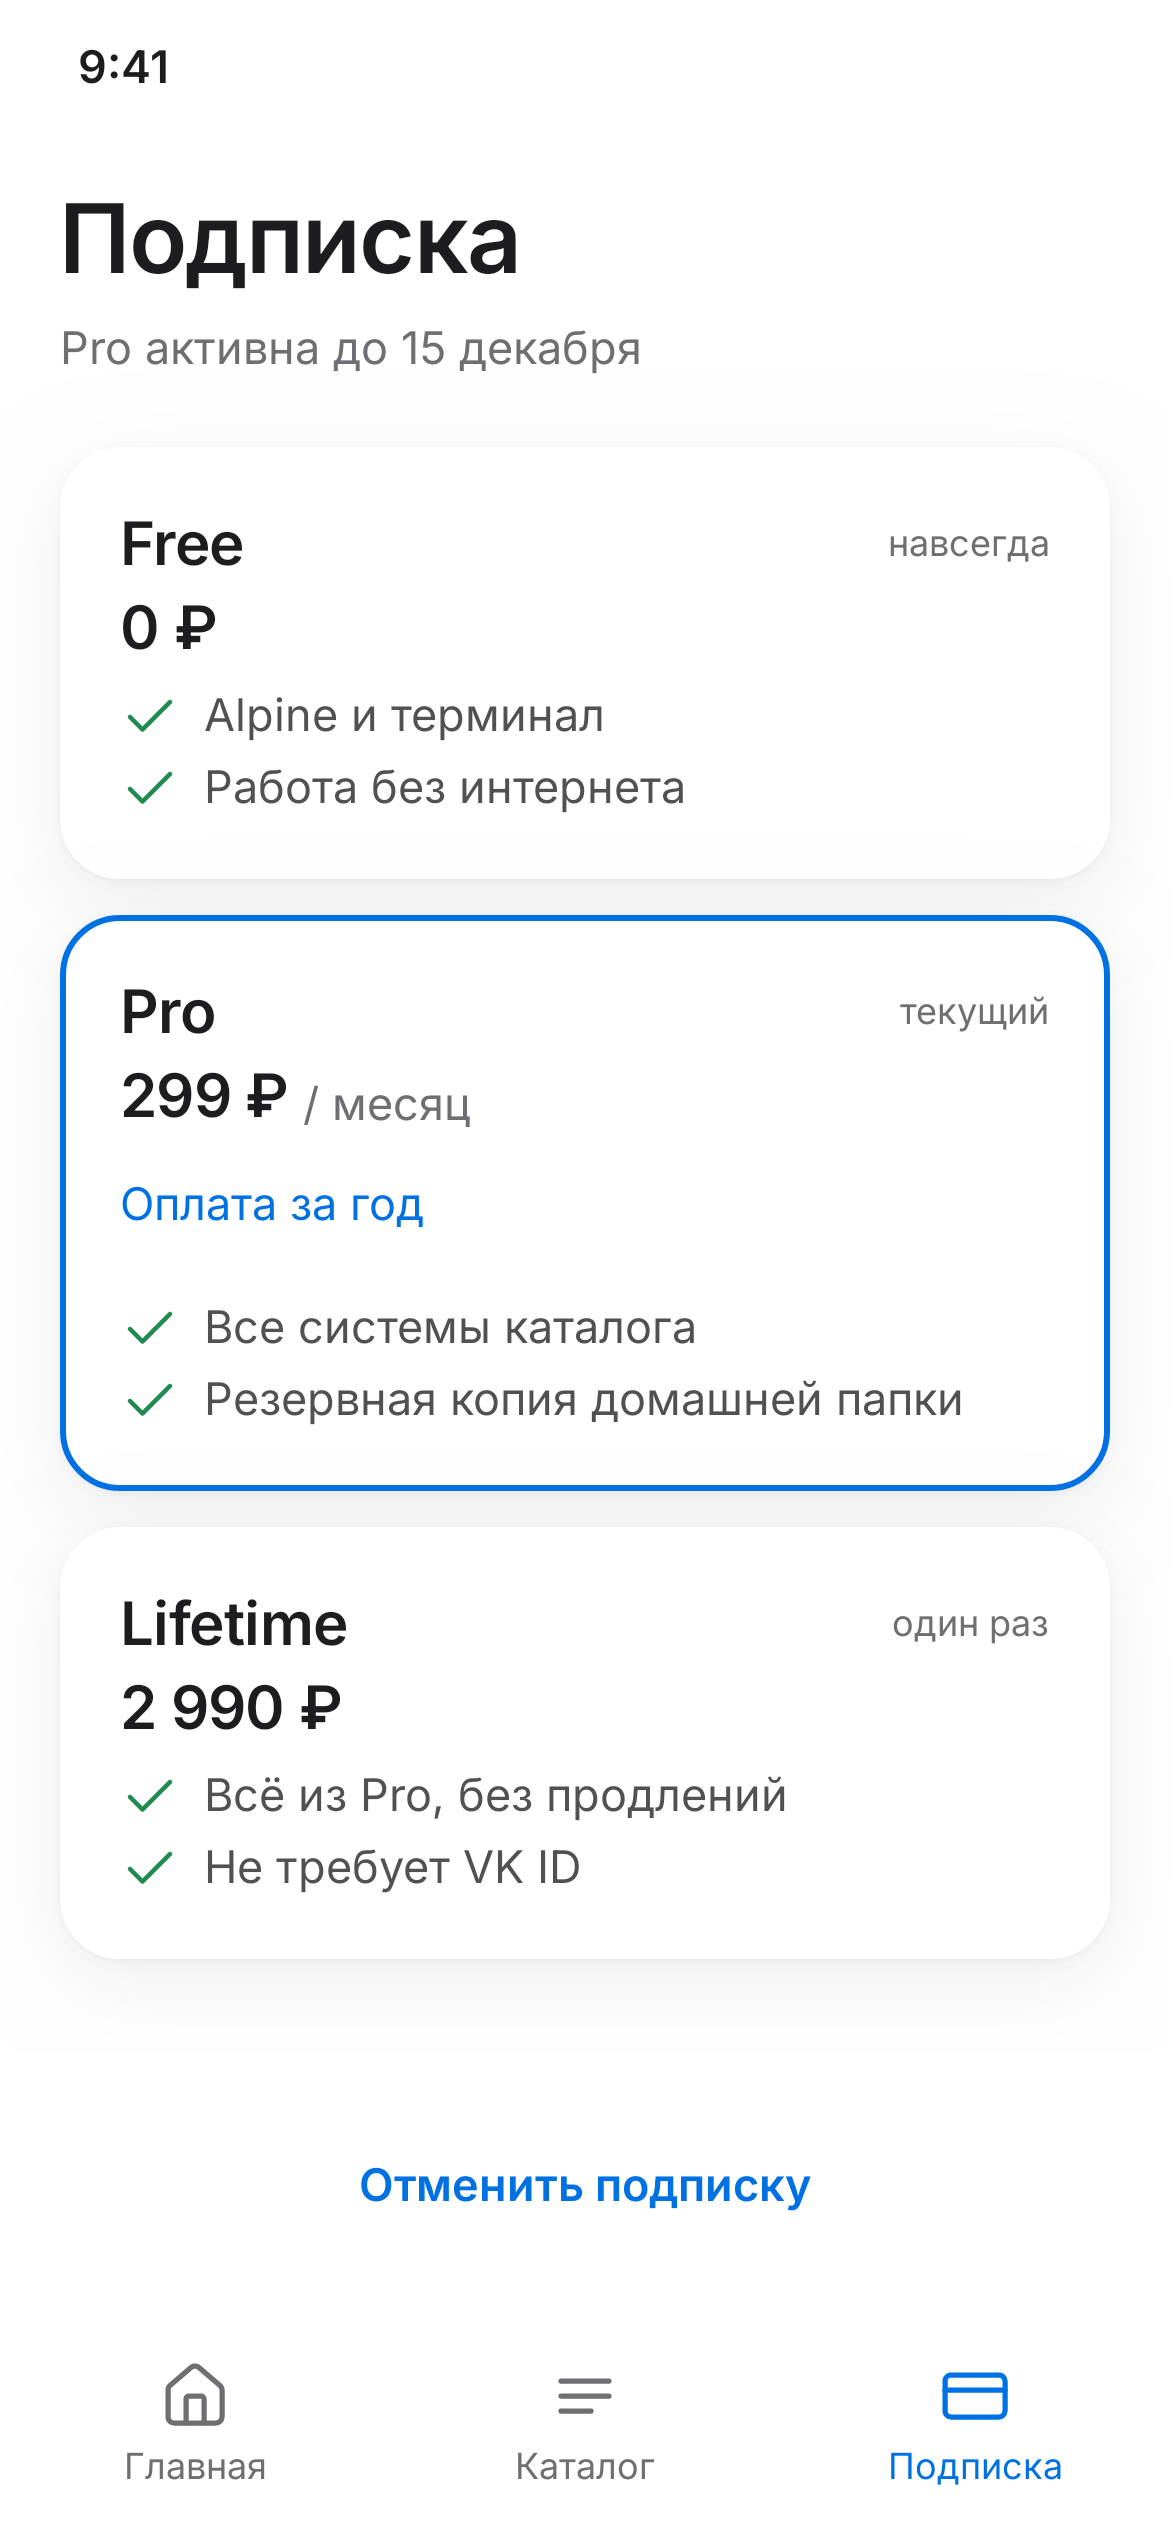 9:41
Подписка
Pro активна до 15 декабря
Free
навсегда
0 ₽
Alpine и терминал
Работа без интернета
Pro
текущий
299 ₽ / месяц
Оплата за год
Все системы каталога
Резервная копия домашней папки
Lifetime
один раз
2 990 ₽
Всё из Pro, без продлений
Не требует VK ID
Отменить подписку
Главная
Каталог
Подписка